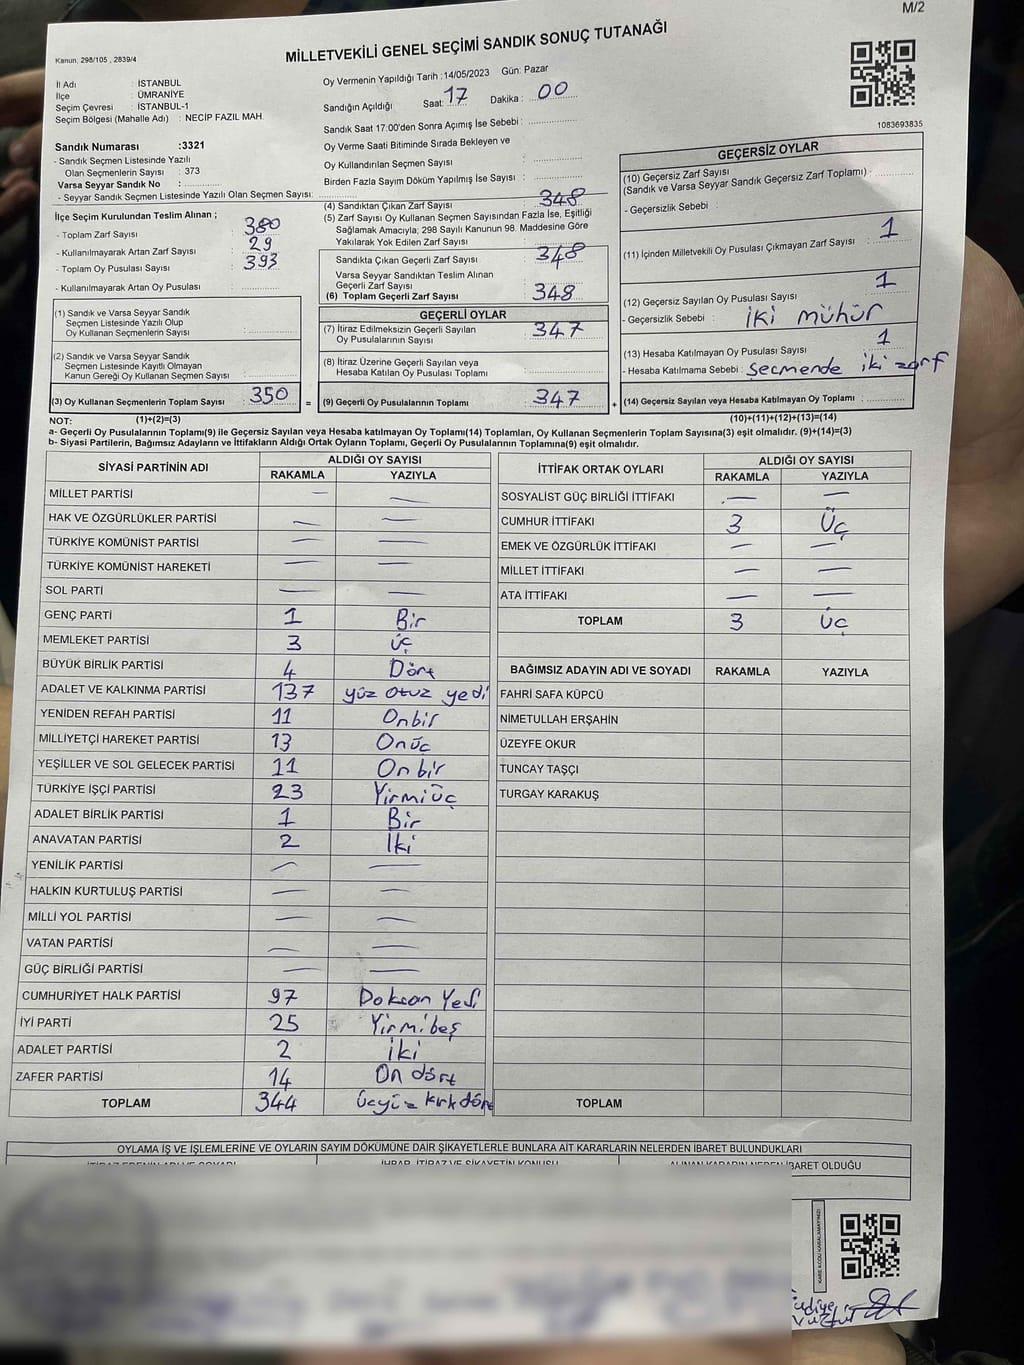 M/2
Kanun, 298/105 , 2839/4
MİLLETVEKİLİ GENEL SEÇİMİ SANDIK SONUÇ TUTANAĞI
İl Adı : İSTANBUL
İlçe : ÜMRANİYE
Seçim Çevresi : İSTANBUL-1
Seçim Bölgesi (Mahalle Adı) : NECİP FAZIL MAH.
Oy Vermenin Yapıldığı Tarih :14/05/2023 Gün: Pazar
Sandığın Açıldığı Saat: 17 Dakika : 00
Sandık Saat 17:00'den Sonra Açımış İse Sebebi :
Oy Verme Saati Bitiminde Sırada Bekleyen ve
Oy Kullandırılan Seçmen Sayısı :
Birden Fazla Sayım Döküm Yapılmış İse Sayısı :
1083693835
Sandık Numarası :3321
- Sandık Seçmen Listesinde Yazılı
Olan Seçmenlerin Sayısı : 373
Varsa Seyyar Sandık No :
- Seyyar Sandık Seçmen Listesinde Yazılı Olan Seçmen Sayısı:
İlçe Seçim Kurulundan Teslim Alınan ;
- Toplam Zarf Sayısı : 380
- Kullanılmayarak Artan Zarf Sayısı : 29
- Toplam Oy Pusulası Sayısı : 393
- Kullanılmayarak Artan Oy Pusulası :
(1) Sandık ve Varsa Seyyar Sandık
Seçmen Listesinde Yazılı Olup
Oy Kullanan Seçmenlerin Sayısı :
(2) Sandık ve Varsa Seyyar Sandık
Seçmen Listesinde Kayıtlı Olmayan
Kanun Gereği Oy Kullanan Seçmen Sayısı :
(3) Oy Kullanan Seçmenlerin Toplam Sayısı : 350 =
(4) Sandıktan Çıkan Zarf Sayısı : 348
(5) Zarf Sayısı Oy Kullanan Seçmen Sayısından Fazla İse, Eşitliği
Sağlamak Amacıyla; 298 Sayılı Kanunun 98. Maddesine Göre
Yakılarak Yok Edilen Zarf Sayısı :
Sandıkta Çıkan Geçerli Zarf Sayısı : 348
Varsa Seyyar Sandıktan Teslim Alınan
Geçerli Zarf Sayısı :
(6) Toplam Geçerli Zarf Sayısı : 348
GEÇERLİ OYLAR
(7) İtiraz Edilmeksizin Geçerli Sayılan
Oy Pusulalarının Sayısı : 347
(8) İtiraz Üzerine Geçerli Sayılan veya
Hesaba Katılan Oy Pusulası Toplamı :
(9) Geçerli Oy Pusulalarının Toplamı : 347 +
GEÇERSİZ OYLAR
(10) Geçersiz Zarf Sayısı
(Sandık ve Varsa Seyyar Sandık Geçersiz Zarf Toplamı) :
- Geçersizlik Sebebi :
(11) İçinden Milletvekili Oy Pusulası Çıkmayan Zarf Sayısı : 1
(12) Geçersiz Sayılan Oy Pusulası Sayısı : 1
- Geçersizlik Sebebi : iki mühür
(13) Hesaba Katılmayan Oy Pusulası Sayısı : 1
- Hesaba Katılmama Sebebi : Seçmende iki zarf
(14) Geçersiz Sayılan veya Hesaba Katılmayan Oy Pusulası Toplamı :
NOT: (1)+(2)=(3) (10)+(11)+(12)+(13)=(14)
a- Geçerli Oy Pusulalarının Toplamı(9) ile Geçersiz Sayılan veya Hesaba katılmayan Oy Toplamı(14) Toplamları, Oy Kullanan Seçmenlerin Toplam Sayısına(3) eşit olmalıdır. (9)+(14)=(3)
b- Siyasi Partilerin, Bağımsız Adayların ve İttifakların Aldığı Ortak Oyların Toplamı, Geçerli Oy Pusulalarının Toplamına(9) eşit olmalıdır.
SİYASİ PARTİNİN ADI ALDIĞI OY SAYISI
RAKAMLA YAZIYLA
MİLLET PARTİSI — —
HAK VE ÖZGÜRLÜKLER PARTİSİ — —
TÜRKİYE KOMÜNİST PARTİSİ — —
TÜRKİYE KOMÜNİST HAREKETİ — —
SOL PARTİ — —
GENÇ PARTİ 1 Bir
MEMLEKET PARTİSİ 3 üç
BÜYÜK BİRLİK PARTİSİ 4 Dört
ADALET VE KALKINMA PARTİSİ 137 yüz otuz yedi
YENİDEN REFAH PARTİSİ 11 Onbir
MİLLİYETÇİ HAREKET PARTİSİ 13 Onüç
YEŞİLLER VE SOL GELECEK PARTİSİ 11 Onbir
TÜRKİYE İŞÇİ PARTİSİ 23 Yirmiüç
ADALET BİRLİK PARTİSİ 1 Bir
ANAVATAN PARTİSİ 2 İki
YENİLİK PARTİSİ — —
HALKIN KURTULUŞ PARTİSİ — —
MİLLİ YOL PARTİSİ — —
VATAN PARTİSİ — —
GÜÇ BİRLİĞİ PARTİSİ — —
CUMHURİYET HALK PARTİSİ 97 Doksan Yedi
İYİ PARTİ 25 Yirmibeş
ADALET PARTİSİ 2 iki
ZAFER PARTİSİ 14 On dört
TOPLAM 344 Üçyüz kırkdört
İTTİFAK ORTAK OYLARI ALDIĞI OY SAYISI
RAKAMLA YAZIYLA
SOSYALİST GÜÇ BİRLİĞİ İTTİFAKI — —
CUMHUR İTTİFAKI 3 Üç
EMEK VE ÖZGÜRLÜK İTTİFAKI — —
MİLLET İTTİFAKI — —
ATA İTTİFAKI — —
TOPLAM 3 üç
BAĞIMSIZ ADAYIN ADI VE SOYADI RAKAMLA YAZIYLA
FAHRİ SAFA KÜPCÜ
NİMETULLAH ERŞAHİN
ÜZEYFE OKUR
TUNCAY TAŞÇI
TURGAY KARAKUŞ
TOPLAM
OYLAMA İŞ VE İŞLEMLERİNE VE OYLARIN SAYIM DÖKÜMÜNE DAİR ŞİKAYETLERLE BUNLARA AİT KARARLARIN NELERDEN İBARET BULUNDUKLARI
İTİRAZ EDENİN ADI VE SOYADI İHBAR, İTİRAZ VE ŞİKAYETİN KONUSU ALINAN KARARIN NEDEN İBARET OLDUĞU
KARE KODU KARALAMAYINIZ!